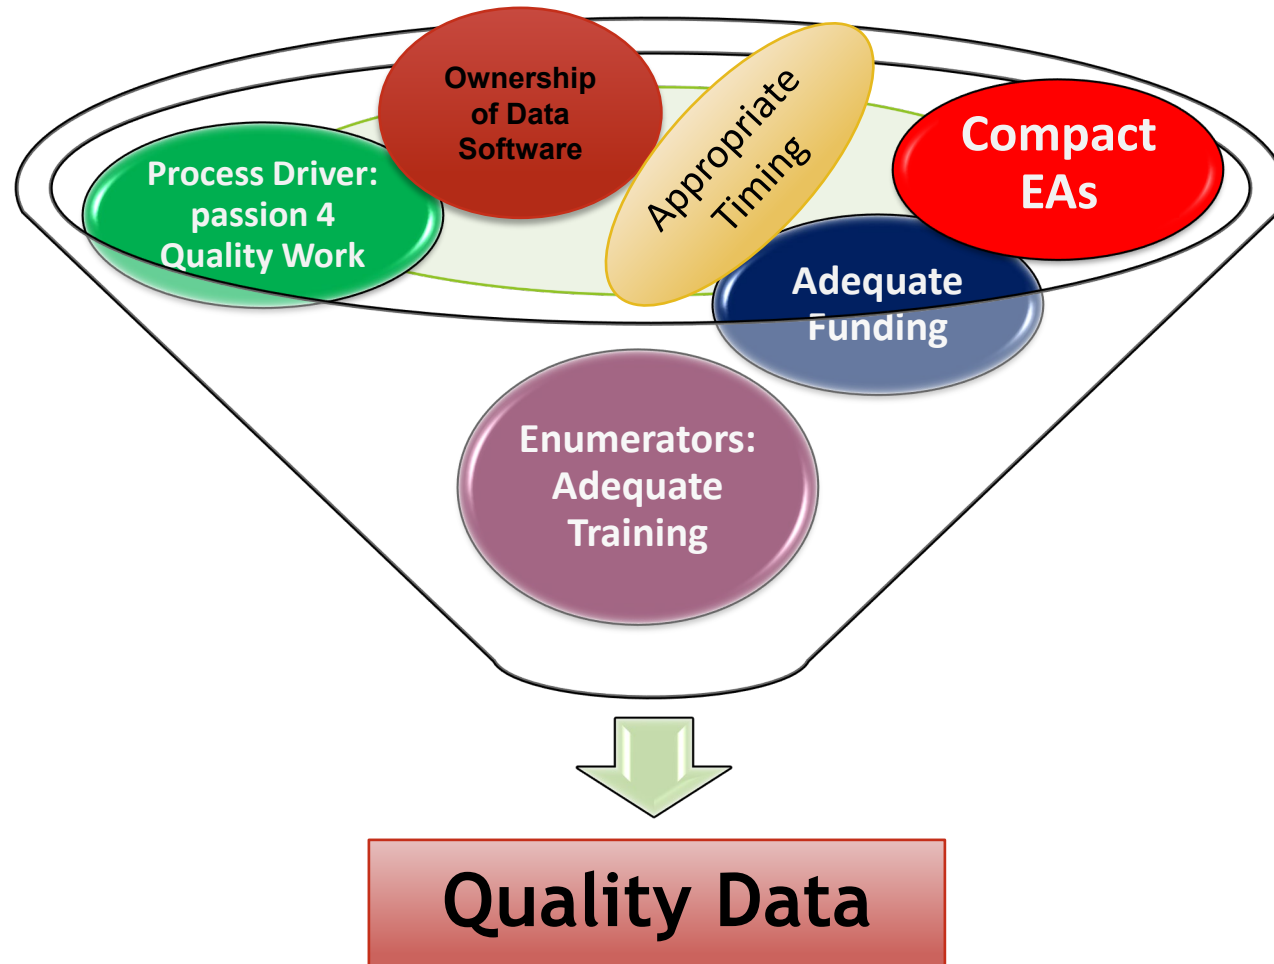 Ownership
of Data
Software
Appropriate
Timing
Compact
EAs
Process Driver:
passion 4
Quality Work
Adequate
Funding
Enumerators:
Adequate
Training
Quality Data